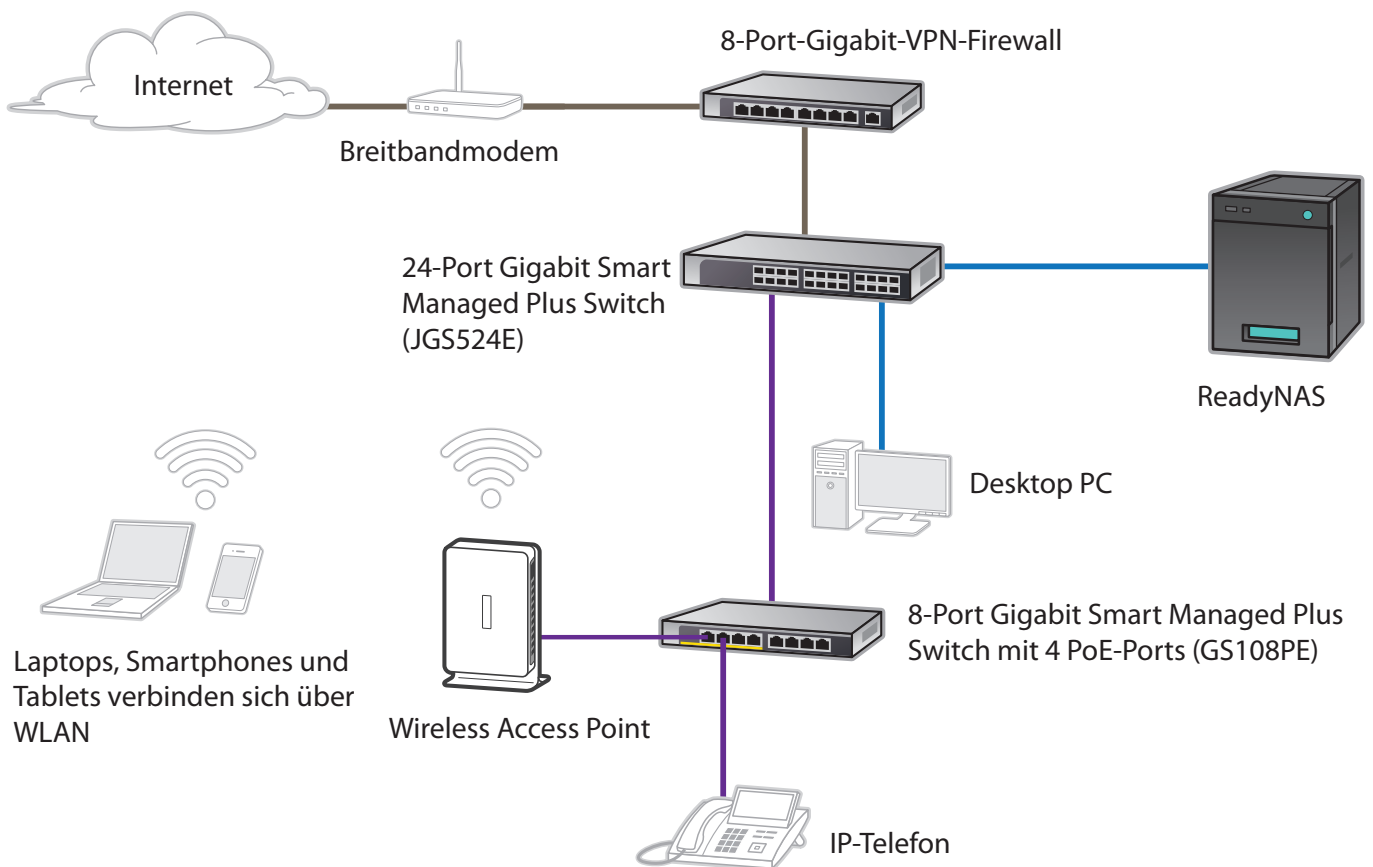 8-Port-Gigabit-VPN-Firewall
Internet
Breitbandmodem
24-Port Gigabit Smart
Managed Plus Switch
(JGS524E)
ReadyNAS
Desktop PC
8-Port Gigabit Smart Managed Plus
Switch mit 4 PoE-Ports (GS108PE)
Laptops, Smartphones und
Tablets verbinden sich über
WLAN
Wireless Access Point
IP-Telefon